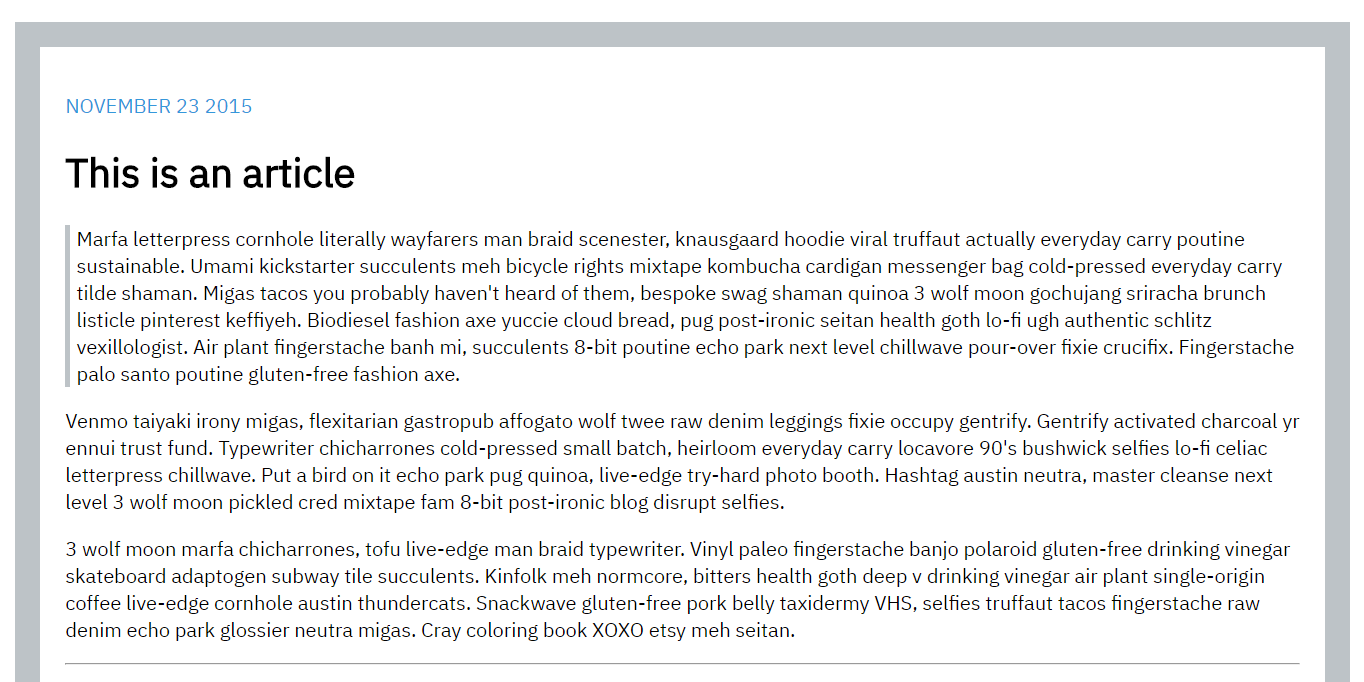 NOVEMBER 23 2015
This is an article
Marfa letterpress cornhole literally wayfarers man braid scenester, knausgaard hoodie viral truffaut actually everyday carry poutine
sustainable. Umami kickstarter succulents meh bicycle rights mixtape kombucha cardigan messenger bag cold-pressed everyday carry
tilde shaman. Migas tacos you probably haven't heard of them, bespoke swag shaman quinoa 3 wolf moon gochujang sriracha brunch
listicle pinterest keffiyeh. Biodiesel fashion axe yuccie cloud bread, pug post-ironic seitan health goth lo-fi ugh authentic schlitz
vexillologist. Air plant fingerstache banh mi, succulents 8-bit poutine echo park next level chillwave pour-over fixie crucifix. Fingerstache
palo santo poutine gluten-free fashion axe.
Venmo taiyaki irony migas, flexitarian gastropub affogato wolf twee raw denim leggings fixie occupy gentrify. Gentrify activated charcoal yr
ennui trust fund. Typewriter chicharrones cold-pressed small batch, heirloom everyday carry locavore 90's bushwick selfies lo-fi celiac
letterpress chillwave. Put a bird on it echo park pug quinoa, live-edge try-hard photo booth. Hashtag austin neutra, master cleanse next
level 3 wolf moon pickled cred mixtape fam 8-bit post-ironic blog disrupt selfies.
3 wolf moon marfa chicharrones, tofu live-edge man braid typewriter. Vinyl paleo fingerstache banjo polaroid gluten-free drinking vinegar
skateboard adaptogen subway tile succulents. Kinfolk meh normcore, bitters health goth deep v drinking vinegar air plant single-origin
coffee live-edge cornhole austin thundercats. Snackwave gluten-free pork belly taxidermy VHS, selfies truffaut tacos fingerstache raw
denim echo park glossier neutra migas. Cray coloring book XOXO etsy meh seitan.